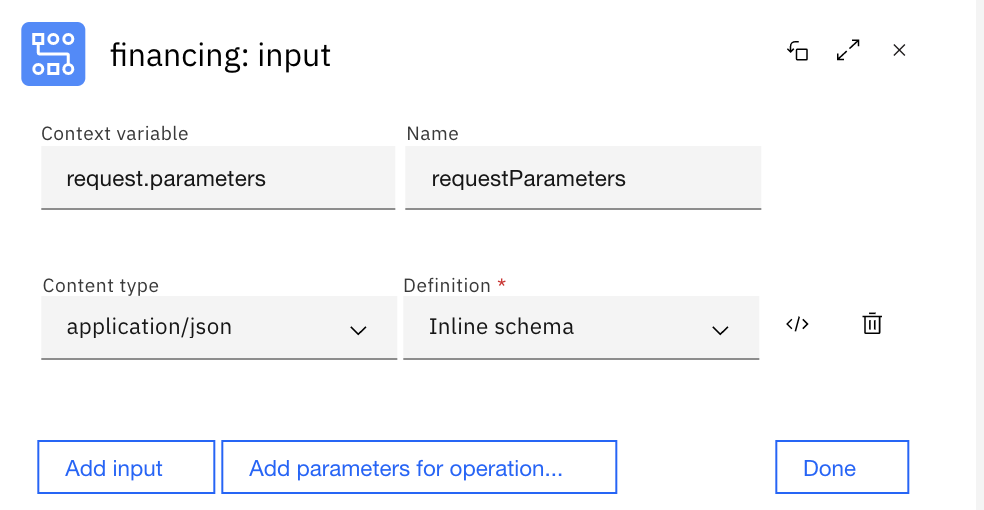 financing: input
Context variable
Name
request.parameters
requestParameters
Content type
Definition *
application/json
Inline schema
</>
Add input
Add parameters for operation...
Done